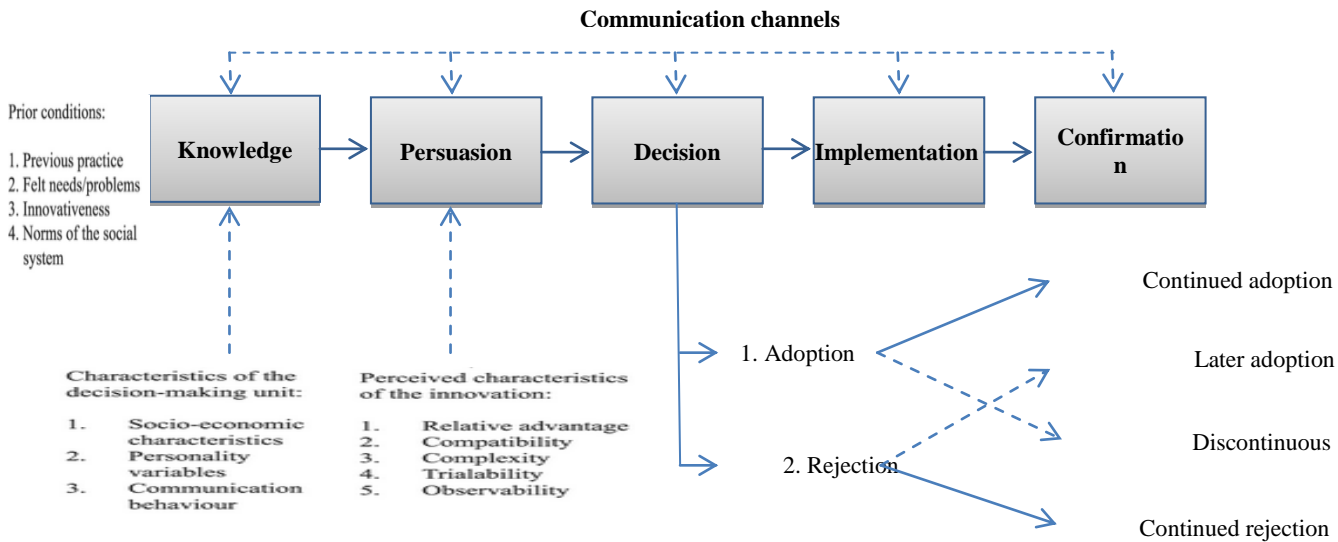 Communication channels
Prior conditions:
1. Previous practice
2. Felt needs/problems
3. Innovativeness
4. Norms of the social
system
Knowledge
Persuasion
Decision
Implementation
Confirmatio
n
Characteristics of the
decision-making unit:
1. Socio-economic
characteristics
2. Personality
variables
3. Communication
behaviour
Perceived characteristics
of the innovation:
1. Relative advantage
2. Compatibility
3. Complexity
4. Trialability
5. Observability
1. Adoption
2. Rejection
Continued adoption
Later adoption
Discontinuous
Continued rejection